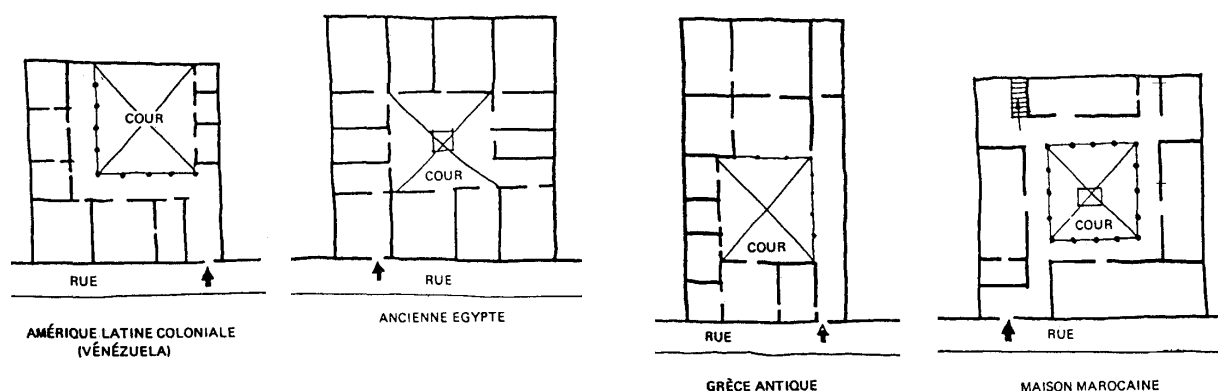 COUR
RUE
AMÉRIQUE LATINE COLONIALE
(VÉNÉZUELA)
COUR
RUE
ANCIENNE EGYPTE
COUR
RUE
GRÈCE ANTIQUE
COUR
RUE
MAISON MAROCAINE